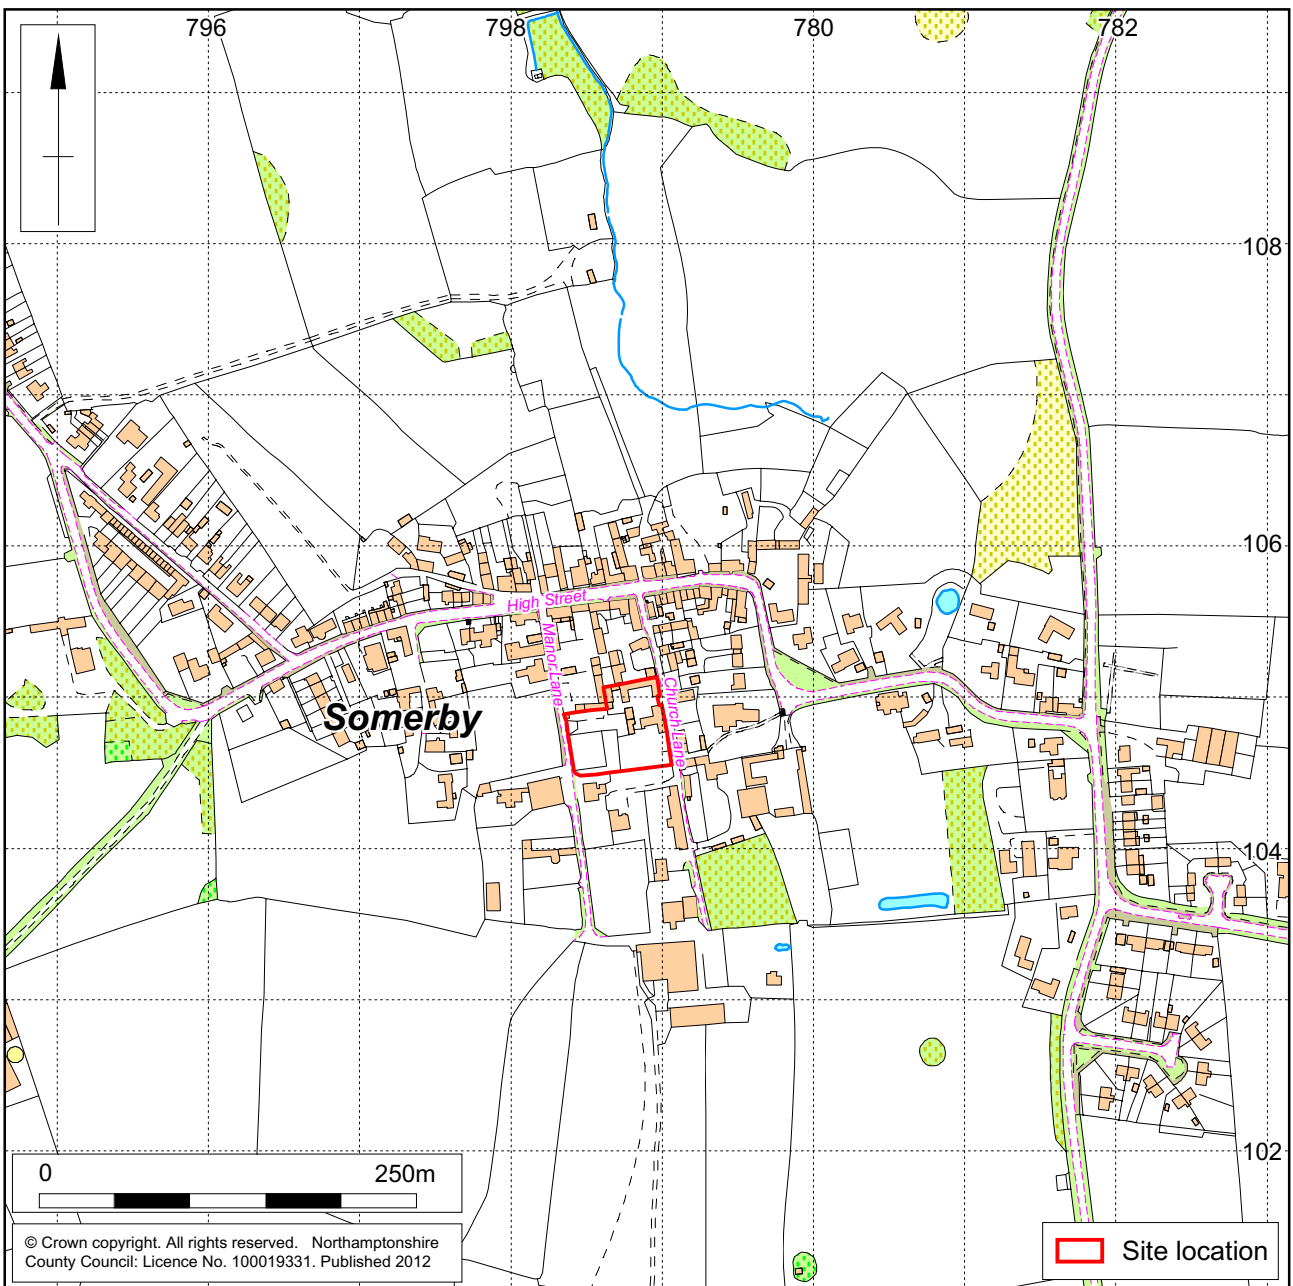 796
798
780
782
108
106
High Street
Manor Lane
Church Lane
Somerby
104
102
0
250m
© Crown copyright. All rights reserved. Northamptonshire
County Council: Licence No. 100019331. Published 2012
Site location